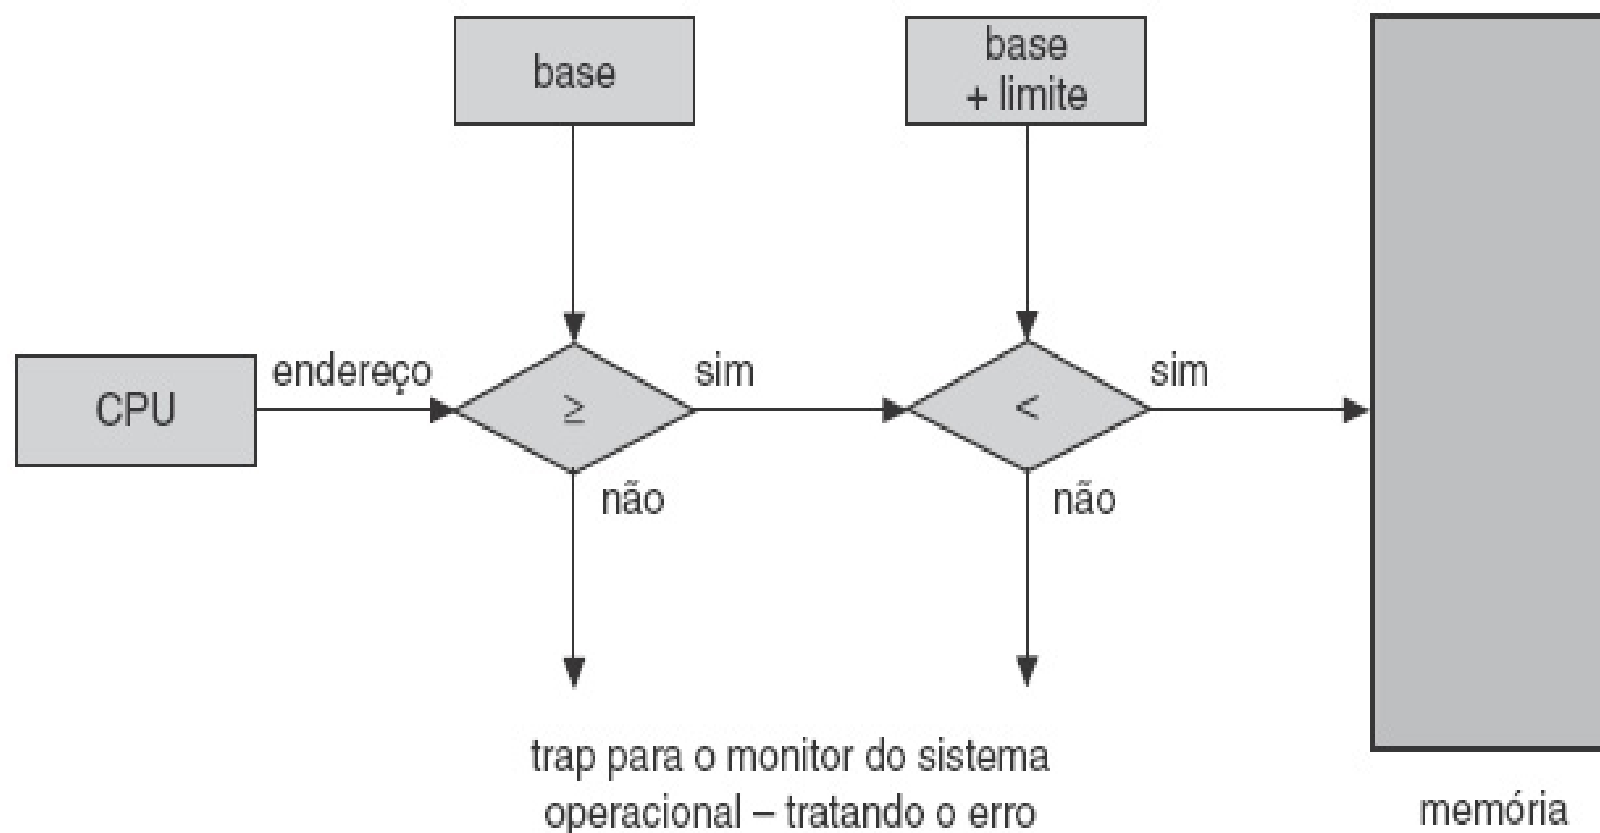 base
base
+ limite
CPU
endereço
≥
sim
<
sim
não
não
trap para o monitor do sistema
operacional – tratando o erro
memória